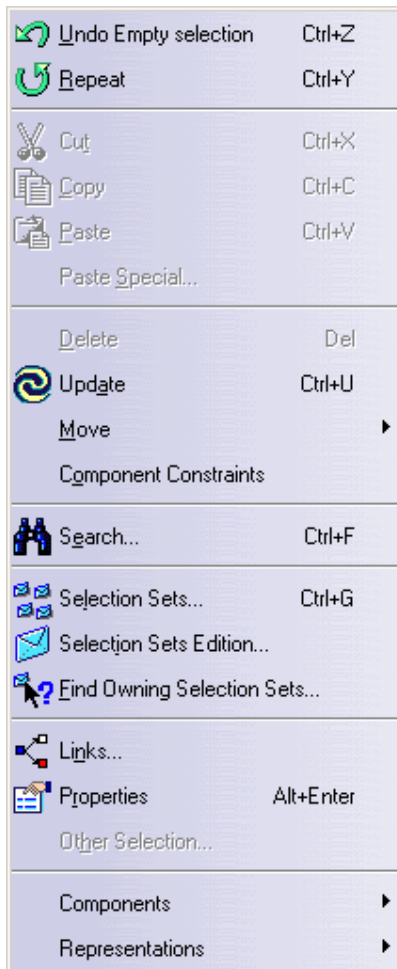 Undo Empty selection Ctrl+Z
Repeat Ctrl+Y
Cut Ctrl+X
Copy Ctrl+C
Paste Ctrl+V
Paste Special...
Delete Del
Update Ctrl+U
Move
Component Constraints
Search... Ctrl+F
Selection Sets... Ctrl+G
Selection Sets Edition...
Find Owning Selection Sets...
Links...
Properties Alt+Enter
Other Selection...
Components
Representations